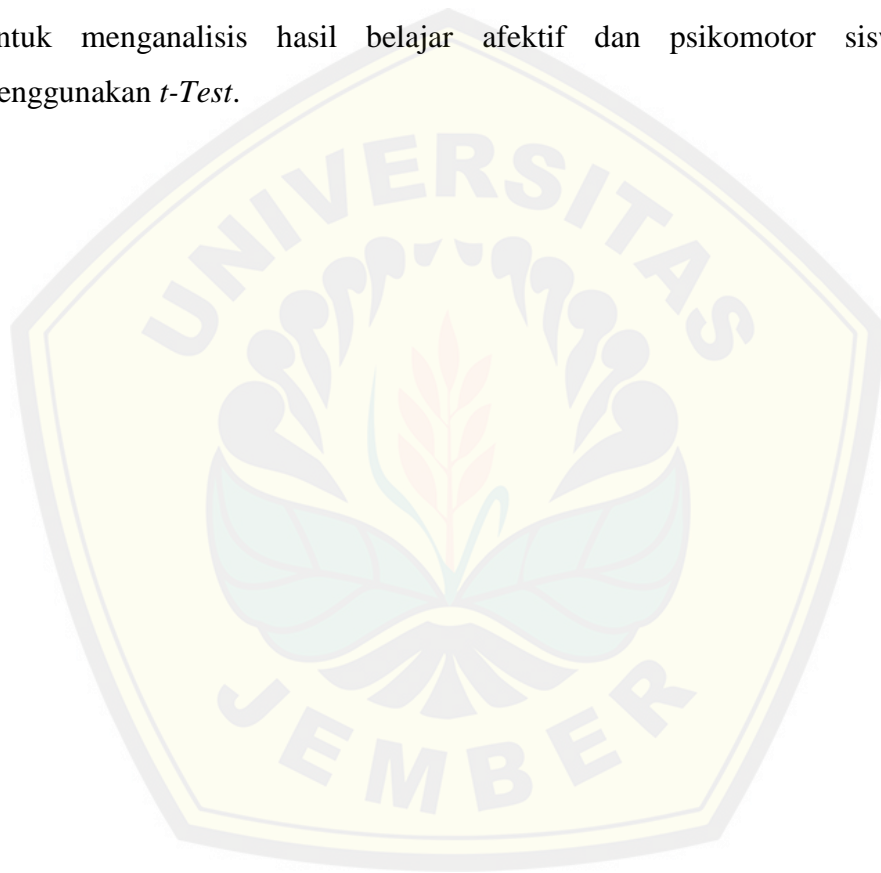 ntuk menganalisis hasil belajar afektif dan psikomotor sisw
enggunakan t-Test.
UNIVERSITAS
JEMBER